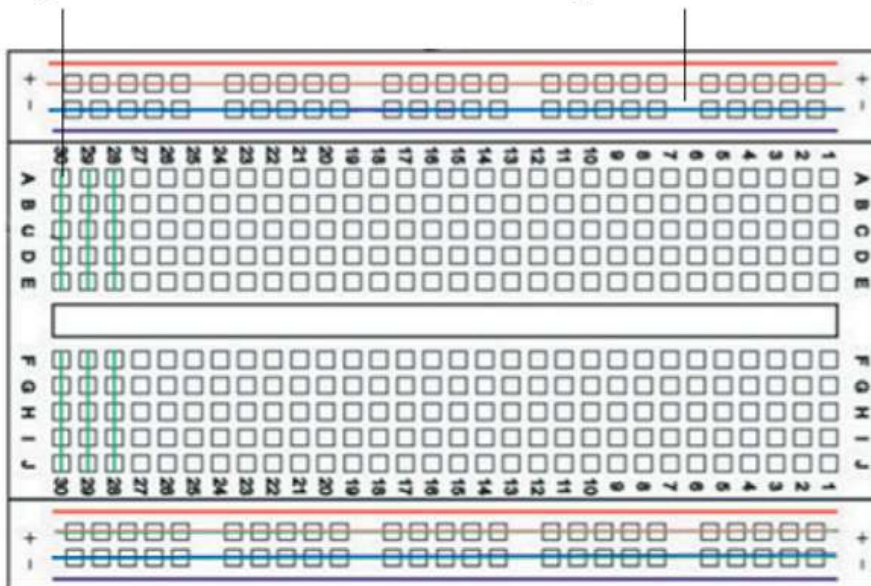 + +
- -
30 29 28 27 26 25 24 23 22 21 20 19 18 17 16 15 14 13 12 11 10 9 8 7 6 5 4 3 2 1
A A
B B
C C
D D
E E
F F
G G
H H
I I
J J
30 29 28 27 26 25 24 23 22 21 20 19 18 17 16 15 14 13 12 11 10 9 8 7 6 5 4 3 2 1
+ +
- -